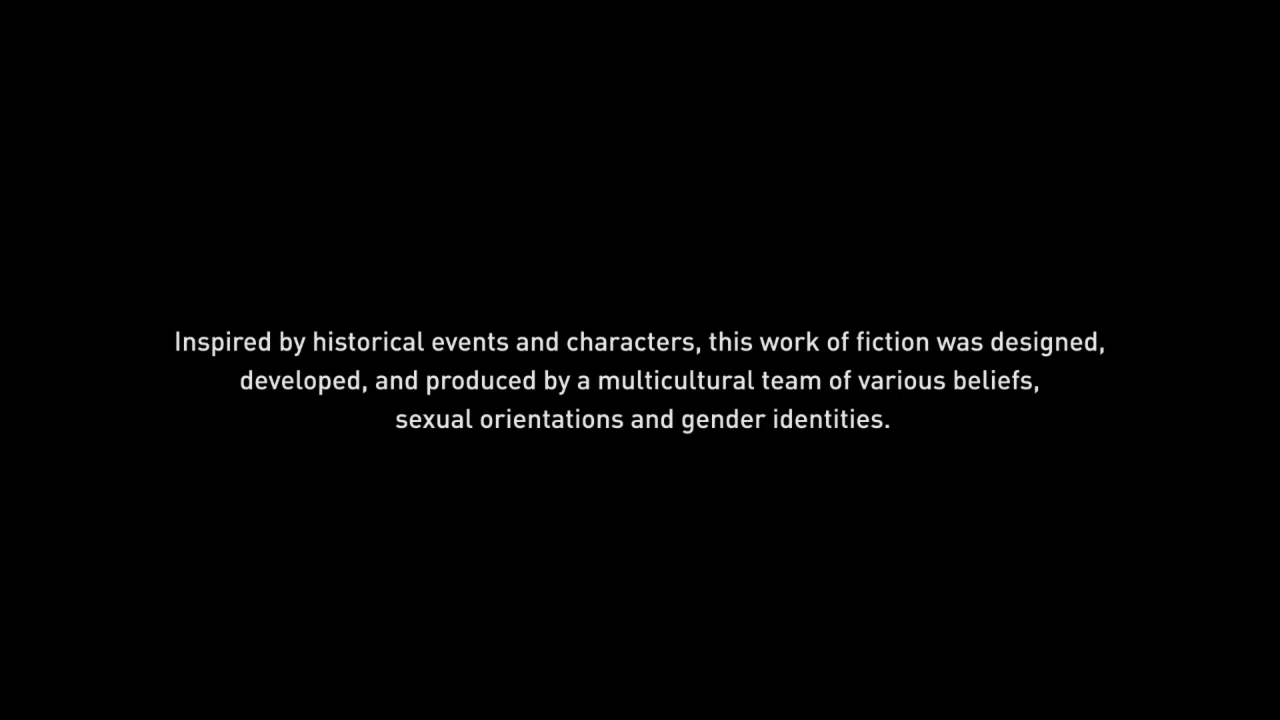 Inspired by historical events and characters, this work of fiction was designed,
developed, and produced by a multicultural team of various beliefs,
sexual orientations and gender identities.